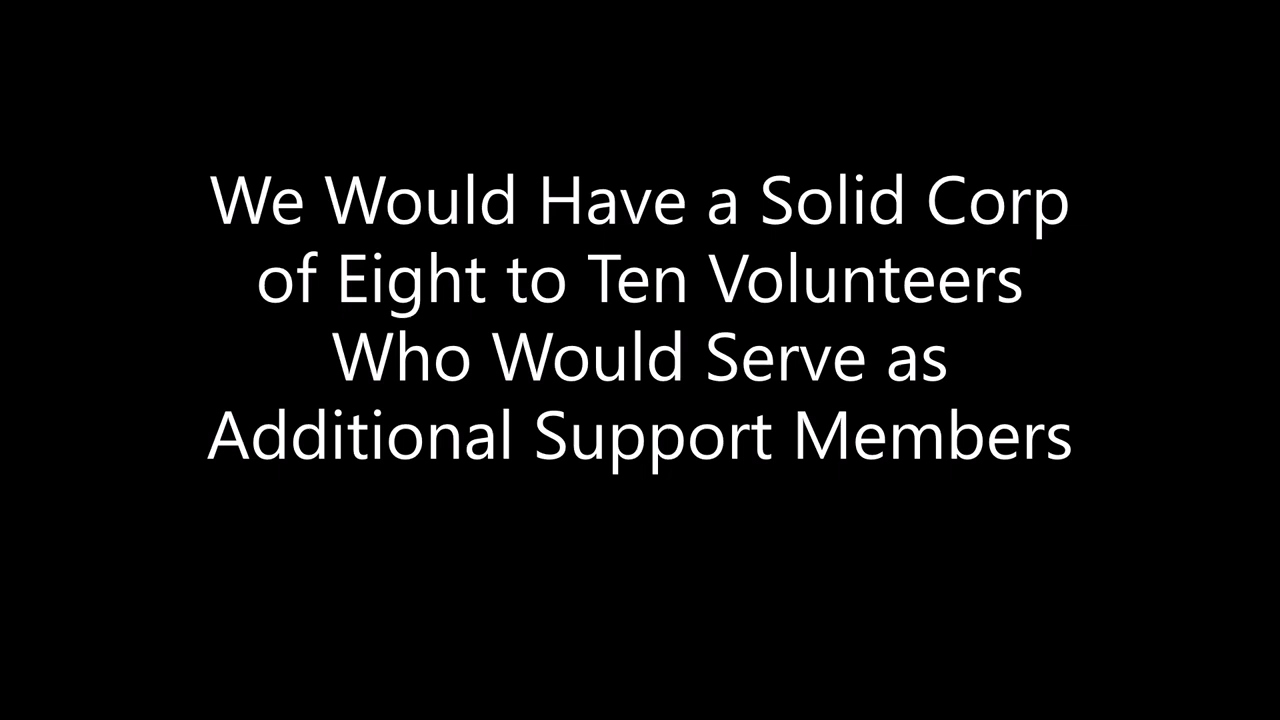 We Would Have a Solid Corp
of Eight to Ten Volunteers
Who Would Serve as
Additional Support Members